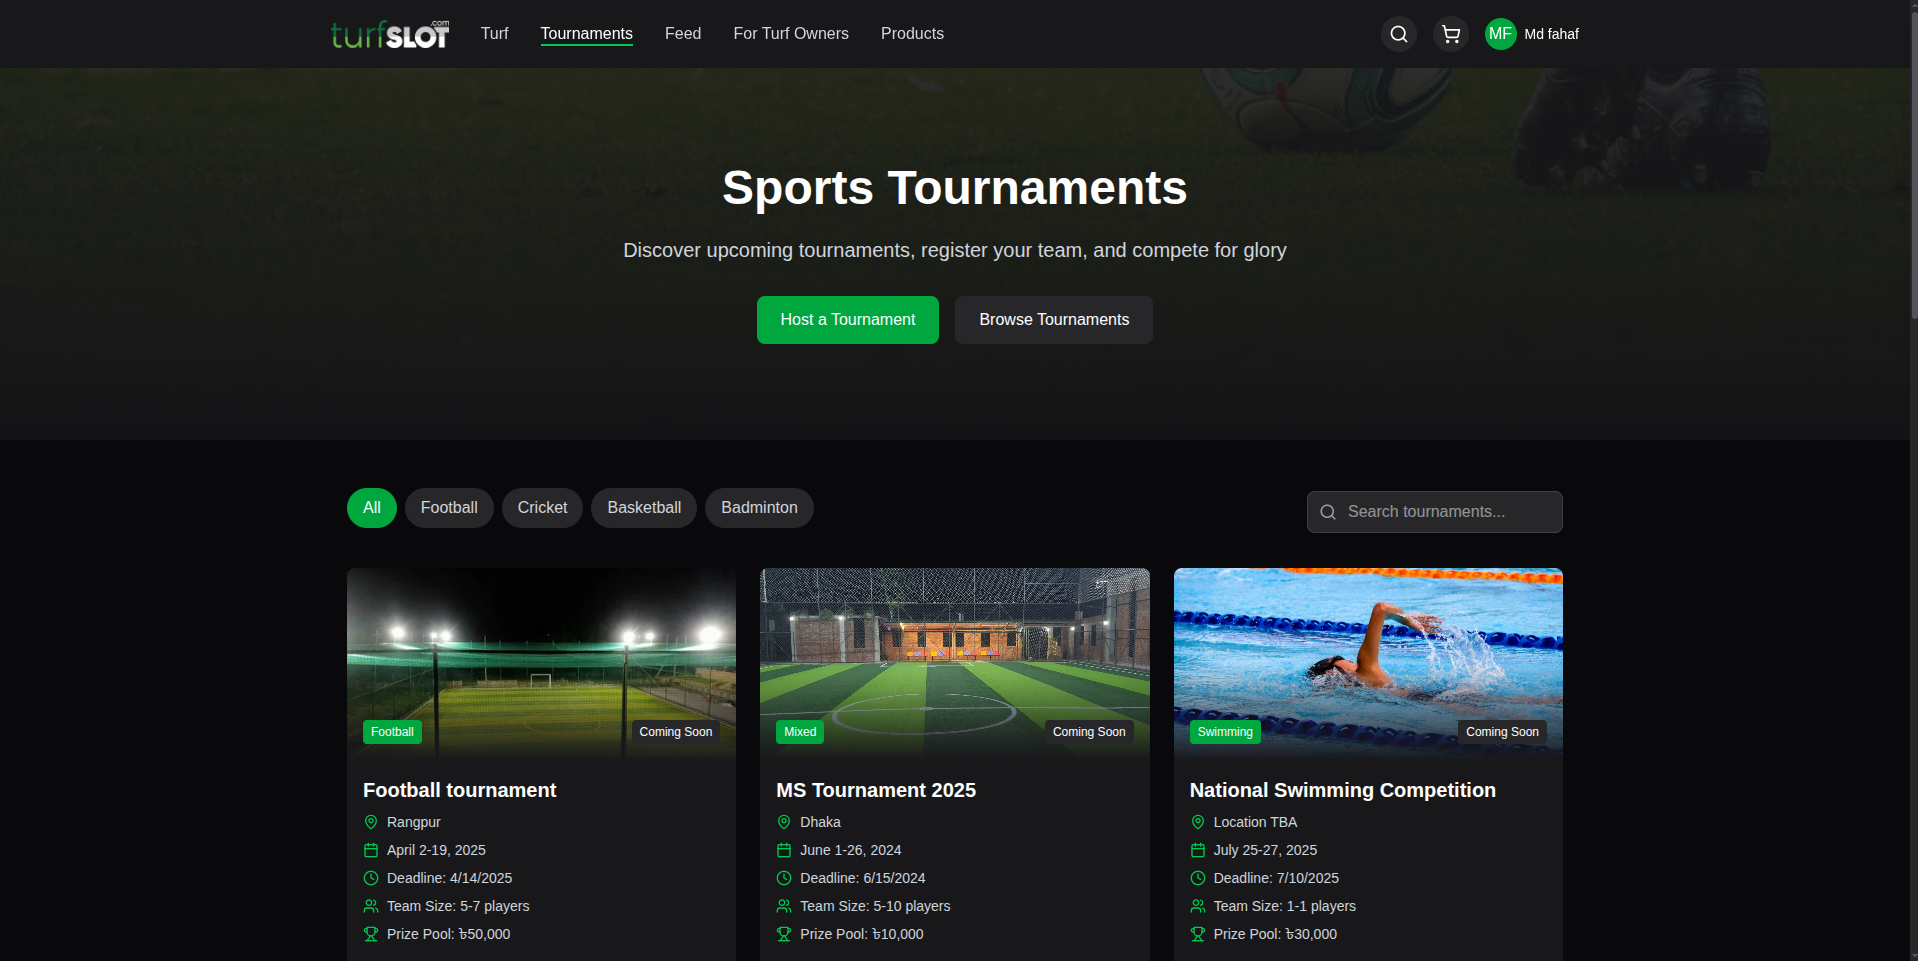 turfSLOT.com
Turf
Tournaments
Feed
For Turf Owners
Products
MF
Md fahaf
Sports Tournaments
Discover upcoming tournaments, register your team, and compete for glory
Host a Tournament
Browse Tournaments
All
Football
Cricket
Basketball
Badminton
Search tournaments...
Football
Coming Soon
Football tournament
Rangpur
April 2-19, 2025
Deadline: 4/14/2025
Team Size: 5-7 players
Prize Pool: ৳50,000
Mixed
Coming Soon
MS Tournament 2025
Dhaka
June 1-26, 2024
Deadline: 6/15/2024
Team Size: 5-10 players
Prize Pool: ৳10,000
Swimming
Coming Soon
National Swimming Competition
Location TBA
July 25-27, 2025
Deadline: 7/10/2025
Team Size: 1-1 players
Prize Pool: ৳30,000